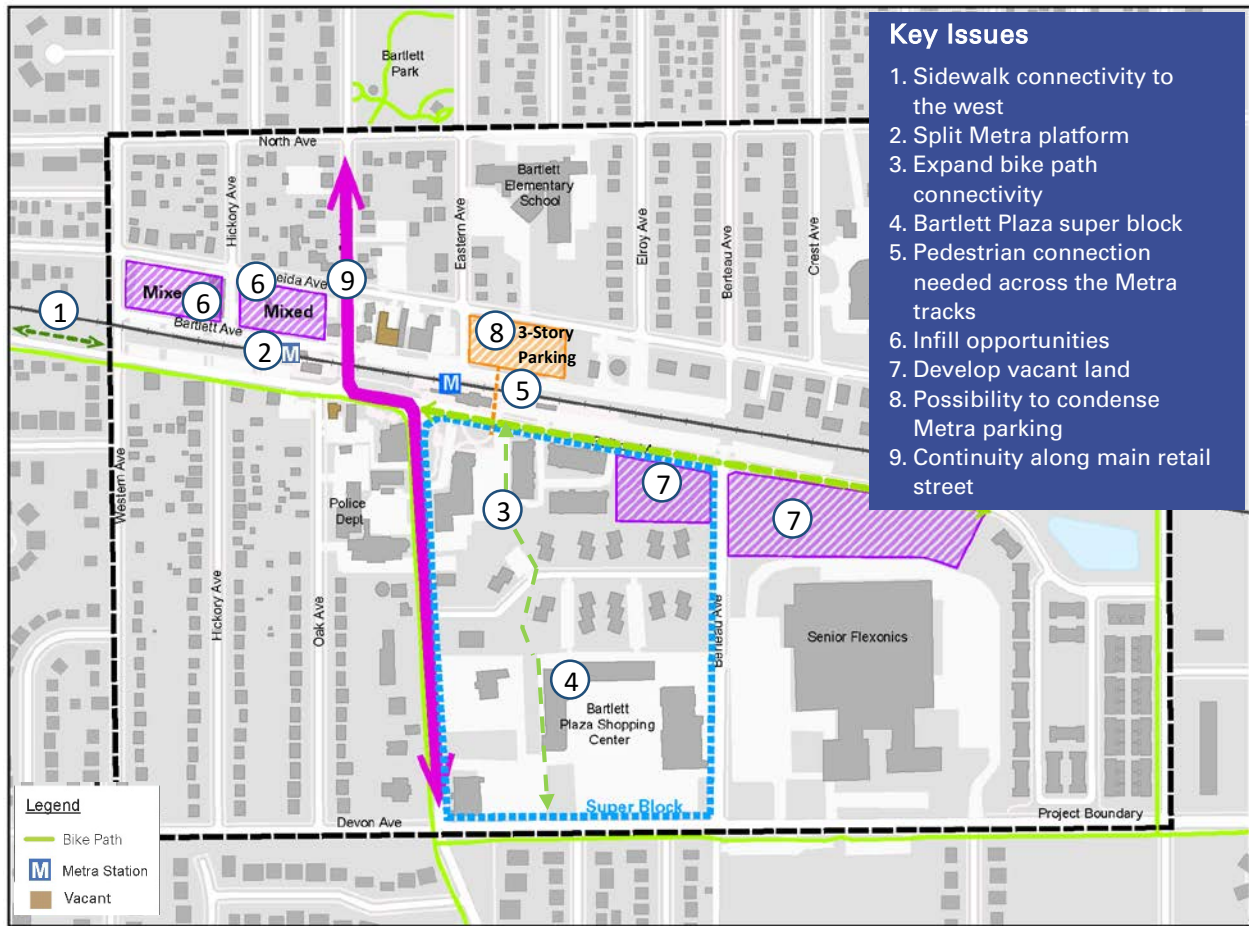 Key Issues
1. Sidewalk connectivity to
the west
2. Split Metra platform
3. Expand bike path
connectivity
4. Bartlett Plaza super block
5. Pedestrian connection
needed across the Metra
tracks
6. Infill opportunities
7. Develop vacant land
8. Possibility to condense
Metra parking
9. Continuity along main retail
street
Bartlett
Park
North Ave
Bartlett
Elementary
School
Hickory Ave
Eastern Ave
Elroy Ave
Berteau Ave
Crest Ave
6
9
Mixed
6
Bartlett Ave
1
2
M
8
3-Story
Parking
M
5
Western Ave
Police
Dept
3
7
7
Hickory Ave
Oak Ave
Berteau Ave
Senior Flexonics
4
Bartlett
Plaza Shopping
Center
Super Block
Devon Ave
Project Boundary
Legend
Bike Path
M Metra Station
Vacant